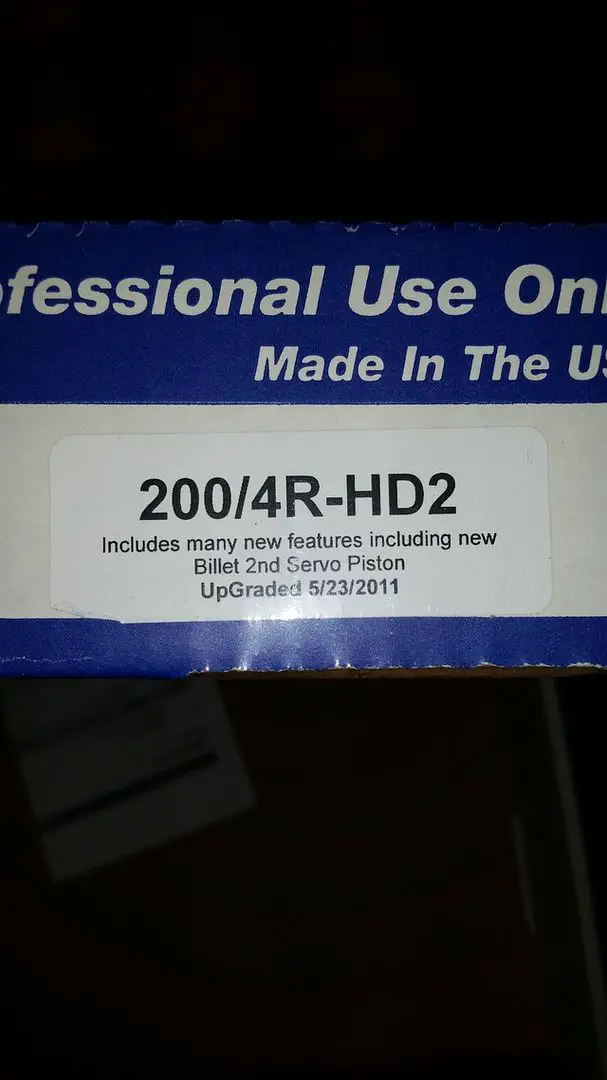 ofessional Use Onl
Made In The US
200/4R-HD2
Includes many new features including new
Billet 2nd Servo Piston
UpGraded 5/23/2011